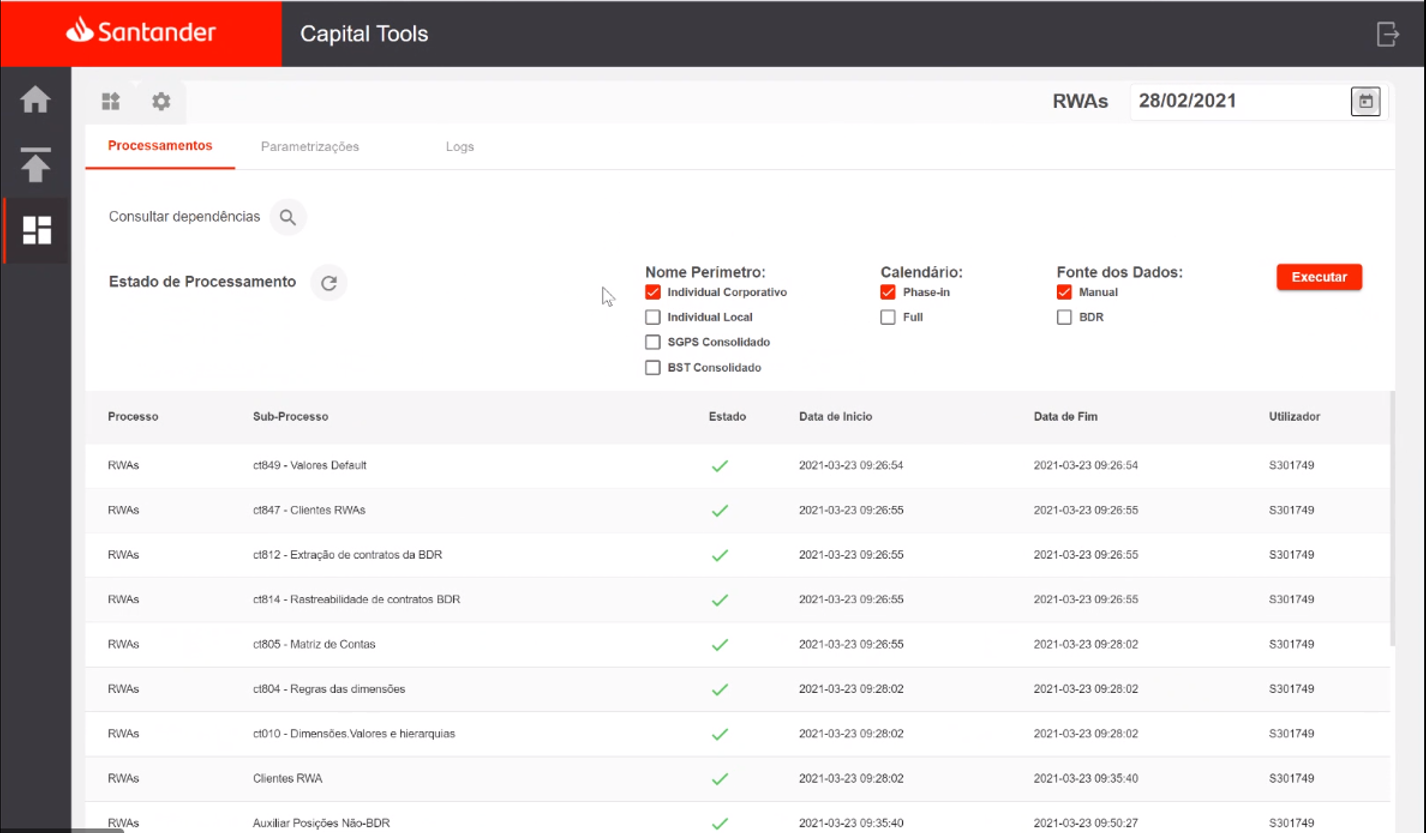 Santander Capital Tools
RWAs 28/02/2021
Processamentos Parametrizações Logs
Consultar dependências
Estado de Processamento
Nome Perímetro: Calendário: Fonte dos Dados: Executar
Individual Corporativo Phase-in Manual
Individual Local Full BDR
SGPS Consolidado
BST Consolidado
Processo Sub-Processo Estado Data de Inicio Data de Fim Utilizador
RWAs ct849 - Valores Default 2021-03-23 09:26:54 2021-03-23 09:26:54 S301749
RWAs ct847 - Clientes RWAs 2021-03-23 09:26:55 2021-03-23 09:26:55 S301749
RWAs ct812 - Extração de contratos da BDR 2021-03-23 09:26:55 2021-03-23 09:26:55 S301749
RWAs ct814 - Rastreabilidade de contratos BDR 2021-03-23 09:26:55 2021-03-23 09:26:55 S301749
RWAs ct805 - Matriz de Contas 2021-03-23 09:26:55 2021-03-23 09:28:02 S301749
RWAs ct804 - Regras das dimensões 2021-03-23 09:28:02 2021-03-23 09:28:02 S301749
RWAs ct010 - Dimensões.Valores e hierarquias 2021-03-23 09:28:02 2021-03-23 09:28:02 S301749
RWAs Clientes RWA 2021-03-23 09:28:02 2021-03-23 09:35:40 S301749
RWAs Auxiliar Posições Não-BDR 2021-03-23 09:35:40 2021-03-23 09:50:27 S301749